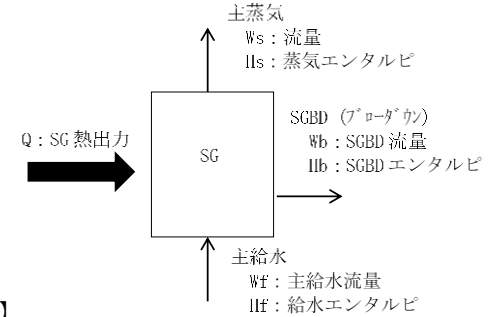 主蒸気
Ws：流量
Hs：蒸気エンタルピ
SGBD（ﾌﾞﾛｰﾀﾞｳﾝ）
Wb：SGBD流量
Hb：SGBDエンタルピ
Q：SG熱出力
SG
主給水
Wf：主給水流量
Hf：給水エンタルピ
】